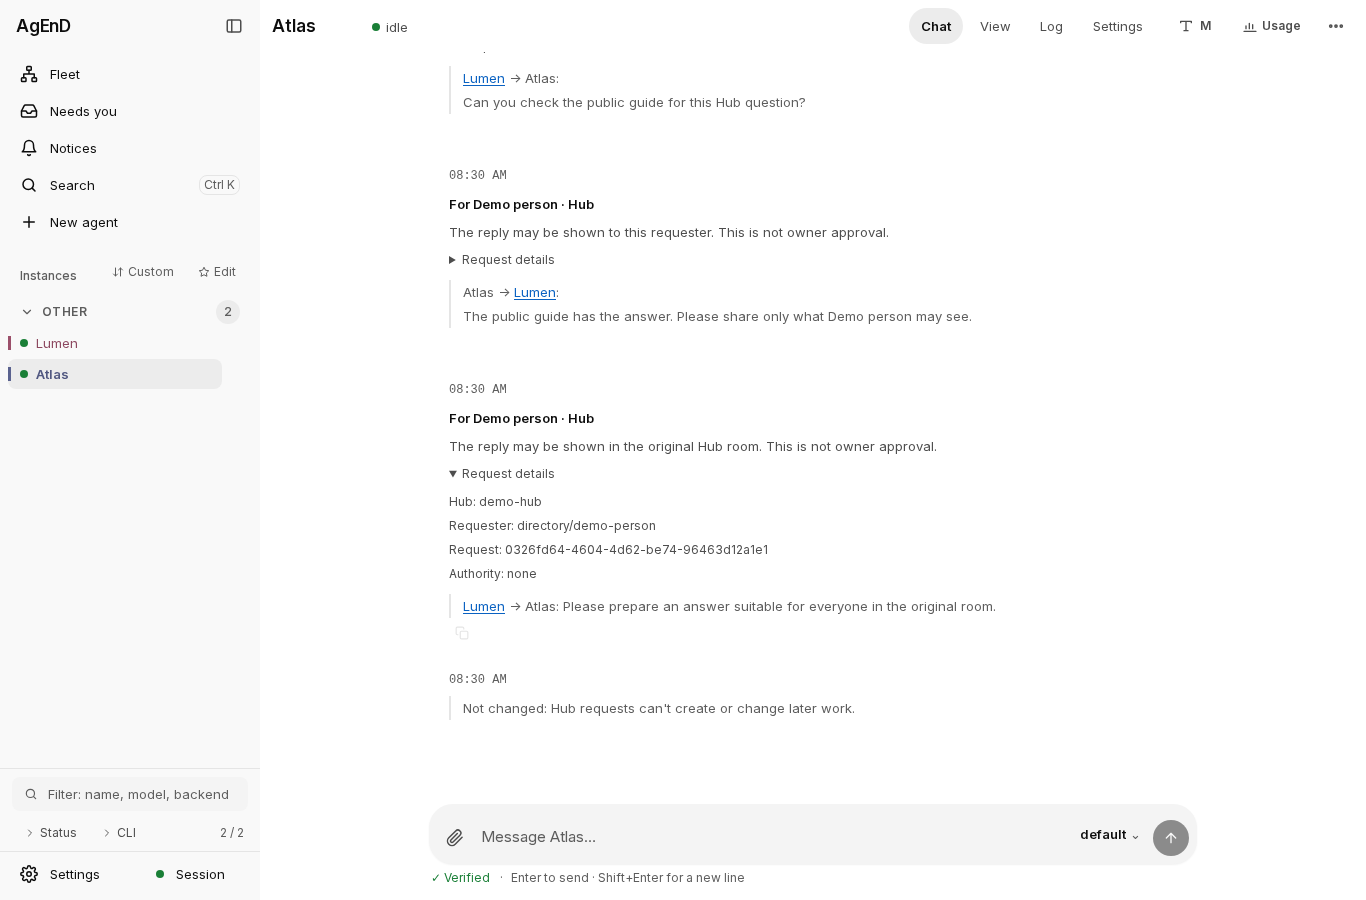 AgEnD
Fleet
Needs you
Notices
Search
Ctrl K
New agent
Instances
Custom
Edit
OTHER
2
Lumen
Atlas
Filter: name, model, backend
Status
CLI
2 / 2
Settings
Session
Atlas
idle
Chat
View
Log
Settings
M
Usage
Lumen → Atlas:
Can you check the public guide for this Hub question?
08:30 AM
For Demo person · Hub
The reply may be shown to this requester. This is not owner approval.
Request details
Atlas → Lumen:
The public guide has the answer. Please share only what Demo person may see.
08:30 AM
For Demo person · Hub
The reply may be shown in the original Hub room. This is not owner approval.
Request details
Hub: demo-hub
Requester: directory/demo-person
Request: 0326fd64-4604-4d62-be74-96463d12a1e1
Authority: none
Lumen → Atlas: Please prepare an answer suitable for everyone in the original room.
08:30 AM
Not changed: Hub requests can't create or change later work.
Message Atlas...
default
✓ Verified · Enter to send · Shift+Enter for a new line